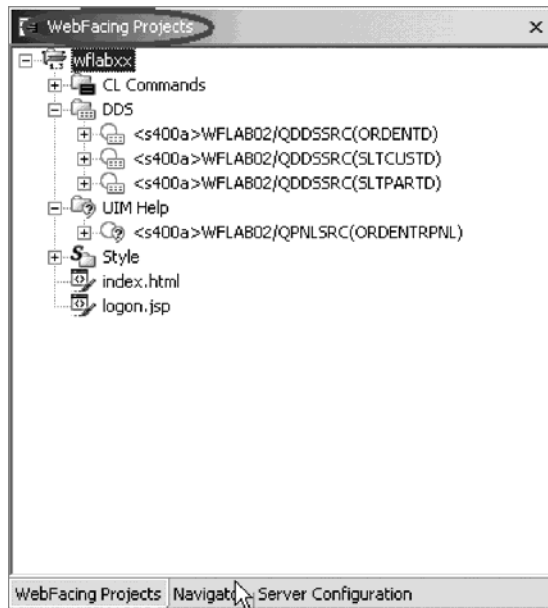 WebFacing Projects
wflabxx
CL Commands
DDS
<s400a>WFLAB02/QDDSSRC(ORDENTD)
<s400a>WFLAB02/QDDSSRC(SLTCUSTD)
<s400a>WFLAB02/QDDSSRC(SLTPARTD)
UIM Help
<s400a>WFLAB02/QPNLSRC(ORDENTRPNL)
Style
index.html
logon.jsp
WebFacing Projects Navigator Server Configuration